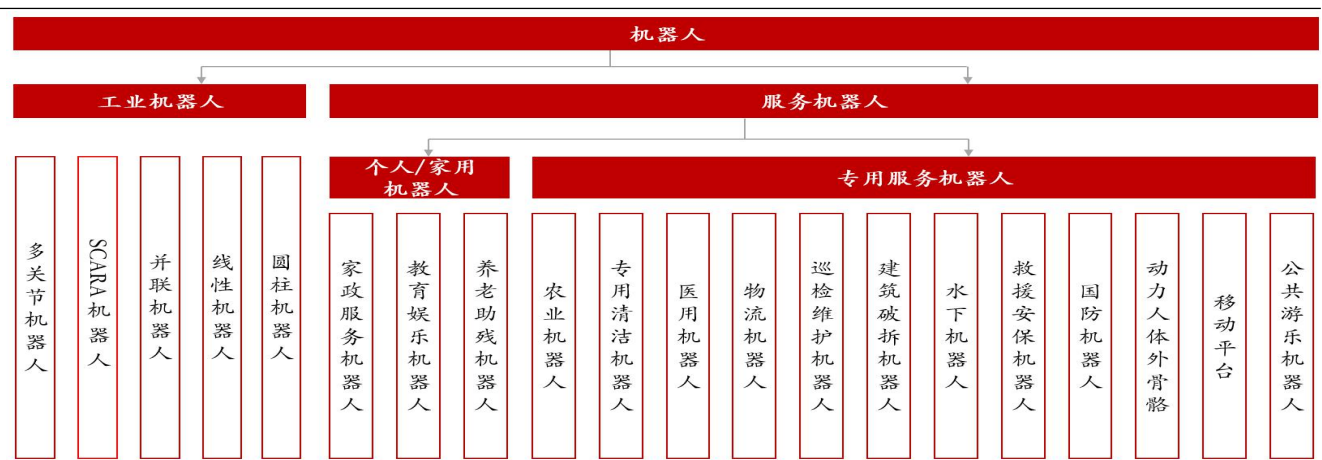 机器人
工业机器人
服务机器人
个人/家用
机器人
专用服务机器人
多关节机器人
SCARA机器人
并联机器人
线性机器人
圆柱机器人
家政服务机器人
教育娱乐机器人
养老助残机器人
农业机器人
专用清洁机器人
医用机器人
物流机器人
巡检维护机器人
建筑破拆机器人
水下机器人
救援安保机器人
国防机器人
动力人体外骨骼
移动平台
公共游乐机器人